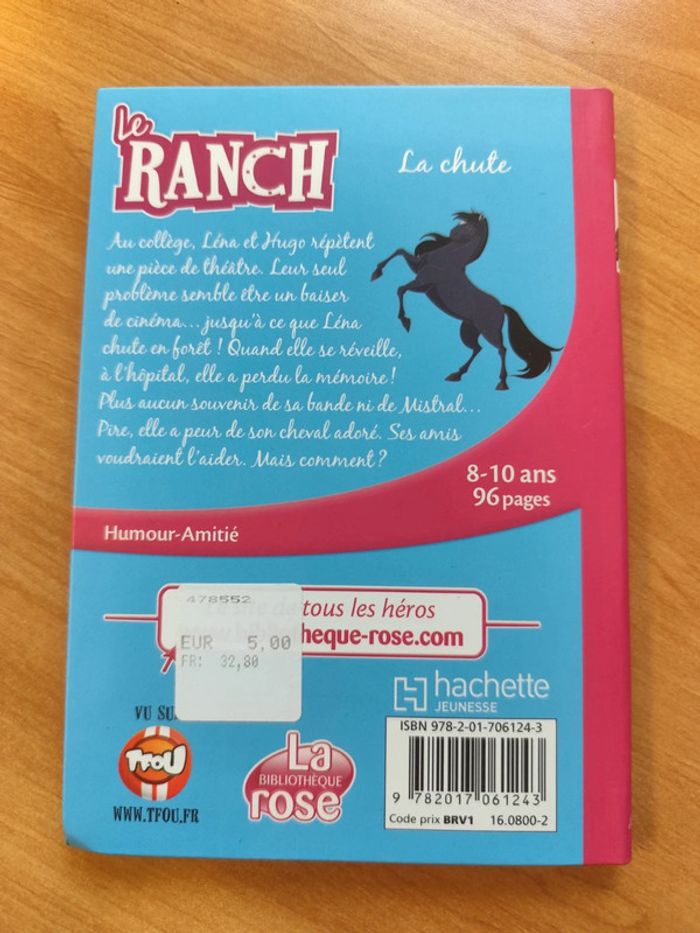 Le
RANCH
La chute
Au collège, Léna et Hugo répètent
une pièce de théâtre. Leur seul
problème semble être un baiser
de cinéma... jusqu'à ce que Léna
chute en forêt ! Quand elle se réveille,
à l'hôpital, elle a perdu la mémoire !
Plus aucun souvenir de sa bande ni de Mistral...
Pire, elle a peur de son cheval adoré. Ses amis
voudraient l'aider. Mais comment ?
8-10 ans
96 pages
Humour-Amitié
478552
tous les héros
theque-rose.com
EUR 5,00
FR: 32,80
hachette
JEUNESSE
VU SU
TFOU
WWW.TFOU.FR
La
BIBLIOTHÈQUE
rose
ISBN 978-2-01-706124-3
9 782017 061243
Code prix BRV1 16.0800-2